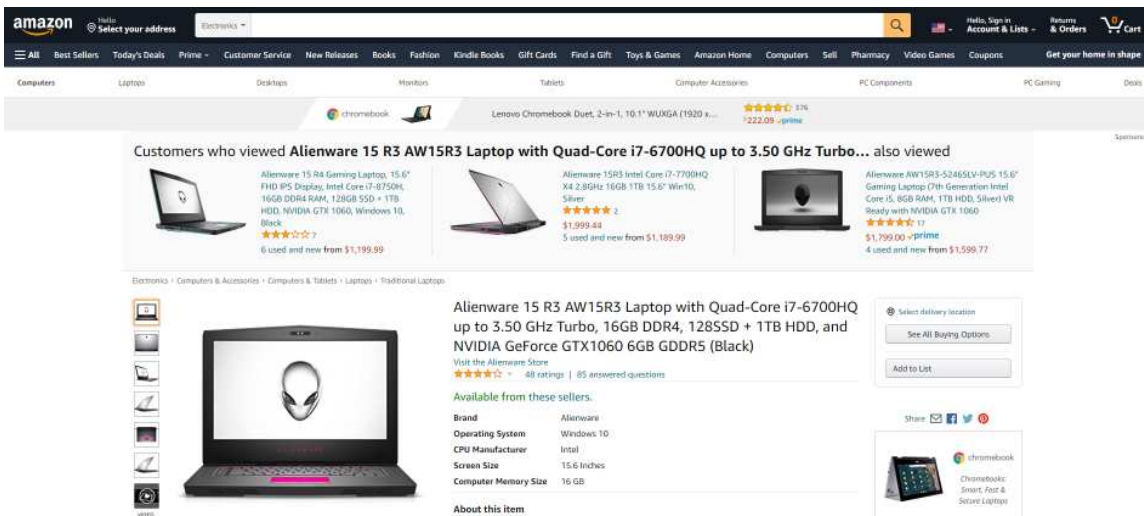 amazon
Hello
Select your address
Electronics
Hello, Sign in
Account & Lists
Returns
& Orders
0
Cart
All
Best Sellers
Today's Deals
Prime
Customer Service
New Releases
Books
Fashion
Kindle Books
Gift Cards
Find a Gift
Toys & Games
Amazon Home
Computers
Sell
Pharmacy
Video Games
Coupons
Get your home in shape
Computers
Laptops
Desktops
Monitors
Tablets
Computer Accessories
PC Components
PC Gaming
Deals
chromebook
Lenovo Chromebook Duet, 2-in-1, 10.1" WUXGA (1920 x...
376
$222.09 prime
Sponsore
Customers who viewed Alienware 15 R3 AW15R3 Laptop with Quad-Core i7-6700HQ up to 3.50 GHz Turbo... also viewed
Alienware 15 R4 Gaming Laptop, 15.6"
FHD IPS Display, Intel Core i7-8750H,
16GB DDR4 RAM, 128GB SSD + 1TB
HDD, NVIDIA GTX 1060, Windows 10,
Black
7
6 used and new from $1,199.99
Alienware 15R3 Intel Core i7-7700HQ
X4 2.8GHz 16GB 1TB 15.6" Win10,
Silver
2
$1,999.44
5 used and new from $1,189.99
Alienware AW15R3-5246SLV-PUS 15.6"
Gaming Laptop (7th Generation Intel
Core i5, 8GB RAM, 1TB HDD, Silver) VR
Ready with NVIDIA GTX 1060
17
$1,799.00 prime
4 used and new from $1,599.77
Electronics › Computers & Accessories › Computers & Tablets › Laptops › Traditional Laptops
Alienware 15 R3 AW15R3 Laptop with Quad-Core i7-6700HQ
up to 3.50 GHz Turbo, 16GB DDR4, 128SSD + 1TB HDD, and
NVIDIA GeForce GTX1060 6GB GDDR5 (Black)
Visit the Alienware Store
48 ratings | 85 answered questions
Available from these sellers.
Brand Alienware
Operating System Windows 10
CPU Manufacturer Intel
Screen Size 15.6 Inches
Computer Memory Size 16 GB
About this item
VIDEO
Select delivery location
See All Buying Options
Add to List
Share
chromebook
Chromebooks:
Smart, Fast &
Secure Laptops